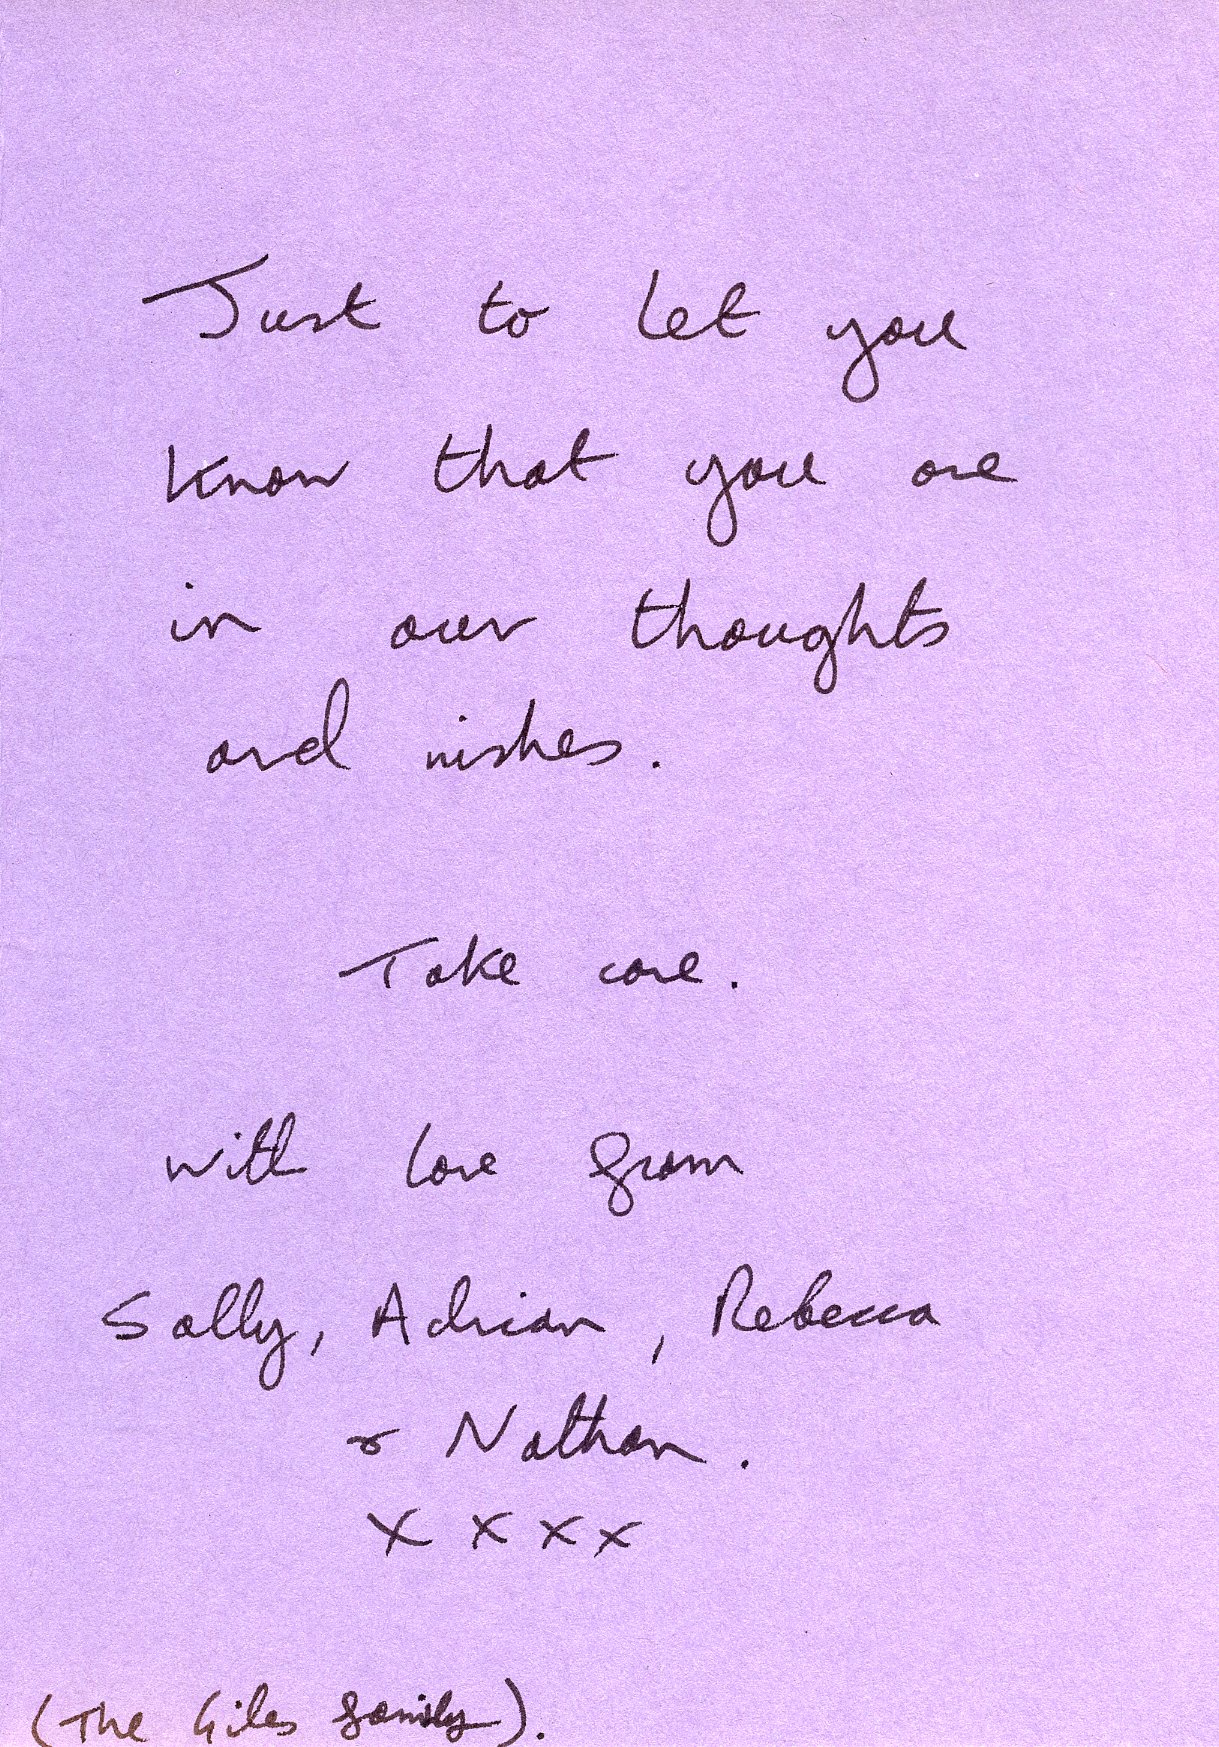 Just to let you
know that you are
in our thoughts
and wishes.
Take care.
with love from
Sally, Adrian, Rebecca
& Nathan.
x x x x
(The Giles family).